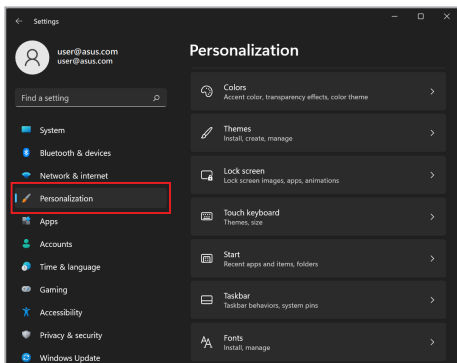 Settings
user@asus.com
user@asus.com
Find a setting
System
Bluetooth & devices
Network & internet
Personalization
Apps
Accounts
Time & language
Gaming
Accessibility
Privacy & security
Windows Update
Personalization
Colors
Accent color, transparency effects, color theme
Themes
Install, create, manage
Lock screen
Lock screen images, apps, animations
Touch keyboard
Themes, size
Start
Recent apps and items, folders
Taskbar
Taskbar behaviors, system pins
Fonts
Install, manage